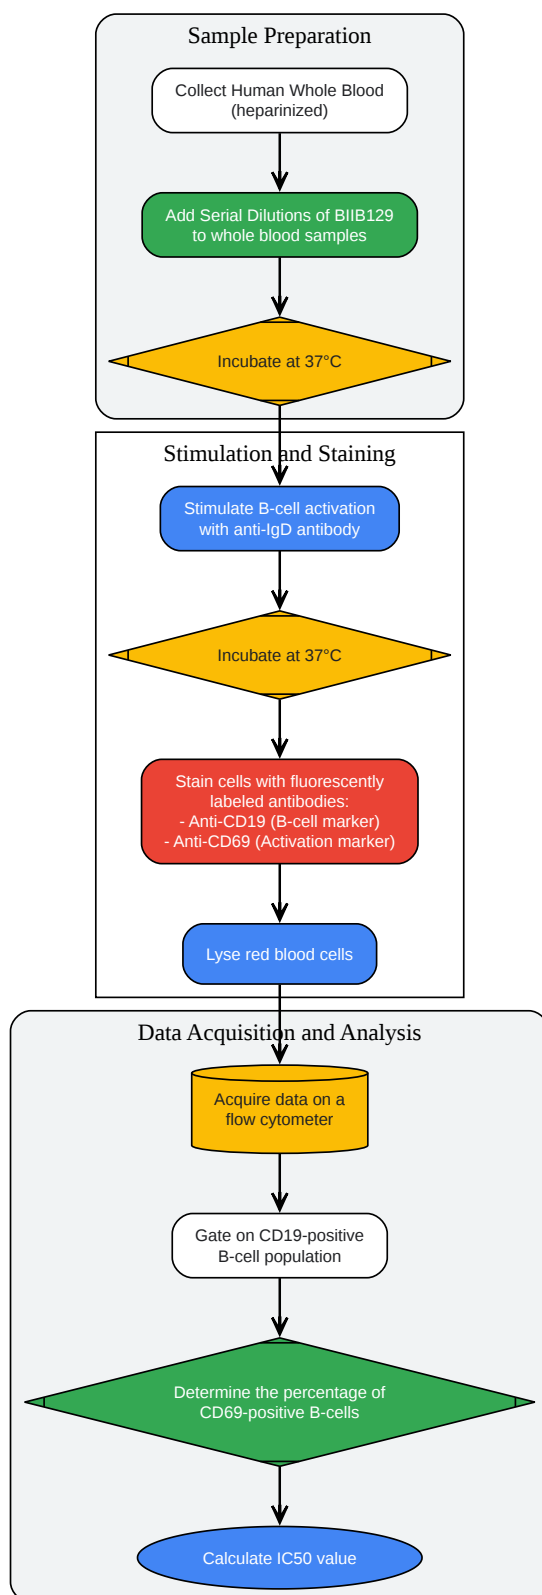 Sample Preparation
Collect Human Whole Blood
(heparinized)
Add Serial Dilutions of BIIB129
to whole blood samples
Incubate at 37°C
Stimulation and Staining
Stimulate B-cell activation
with anti-IgD antibody
Incubate at 37°C
Stain cells with fluorescently
labeled antibodies:
- Anti-CD19 (B-cell marker)
- Anti-CD69 (Activation marker)
Lyse red blood cells
Data Acquisition and Analysis
Acquire data on a
flow cytometer
Gate on CD19-positive
B-cell population
Determine the percentage of
CD69-positive B-cells
Calculate IC50 value